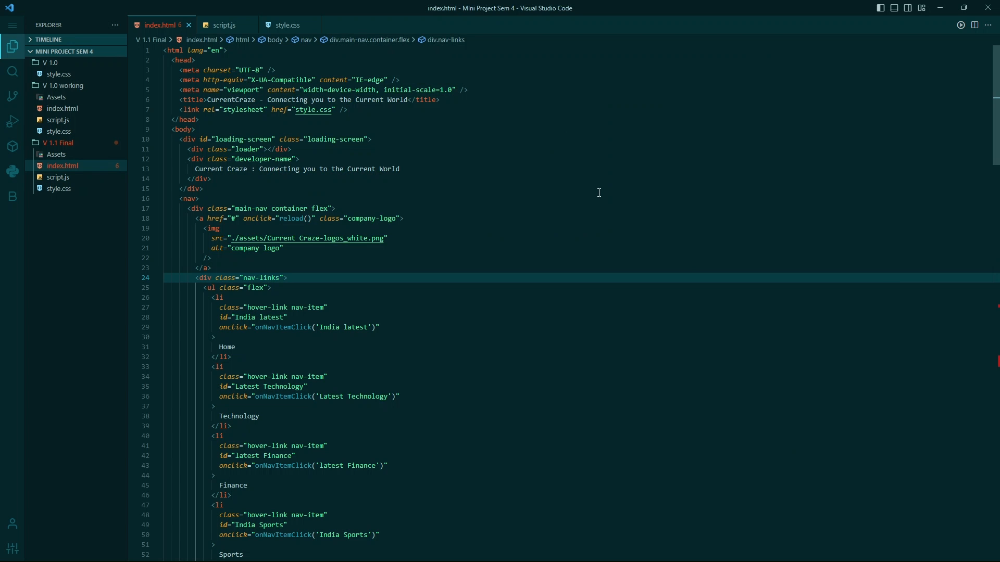 index.html - MIni Project Sem 4 - Visual Studio Code
EXPLORER
TIMELINE
MINI PROJECT SEM 4
V 1.0
style.css
V 1.0 working
Assets
index.html
script.js
style.css
V 1.1 Final
Assets
index.html 6
script.js
style.css
index.html 6
script.js
style.css
V 1.1 Final > index.html > html > body > nav > div.main-nav.container.flex > div.nav-links
1 <html lang="en">
2 <head>
3 <meta charset="UTF-8" />
4 <meta http-equiv="X-UA-Compatible" content="IE=edge" />
5 <meta name="viewport" content="width=device-width, initial-scale=1.0" />
6 <title>CurrentCraze - Connecting you to the Current World</title>
7 <link rel="stylesheet" href="style.css" />
8 </head>
9 <body>
10 <div id="loading-screen" class="loading-screen">
11 <div class="loader"></div>
12 <div class="developer-name">
13 Current Craze : Connecting you to the Current World
14 </div>
15 </div>
16 <nav>
17 <div class="main-nav container flex">
18 <a href="#" onclick="reload()" class="company-logo">
19 <img
20 src="./assets/Current Craze-logos_white.png"
21 alt="company logo"
22 />
23 </a>
24 <div class="nav-links">
25 <ul class="flex">
26 <li
27 class="hover-link nav-item"
28 id="India latest"
29 onclick="onNavItemClick('India latest')"
30 >
31 Home
32 </li>
33 <li
34 class="hover-link nav-item"
35 id="Latest Technology"
36 onclick="onNavItemClick('Latest Technology')"
37 >
38 Technology
39 </li>
40 <li
41 class="hover-link nav-item"
42 id="latest Finance"
43 onclick="onNavItemClick('latest Finance')"
44 >
45 Finance
46 </li>
47 <li
48 class="hover-link nav-item"
49 id="India Sports"
50 onclick="onNavItemClick('India Sports')"
51 >
52 Sports